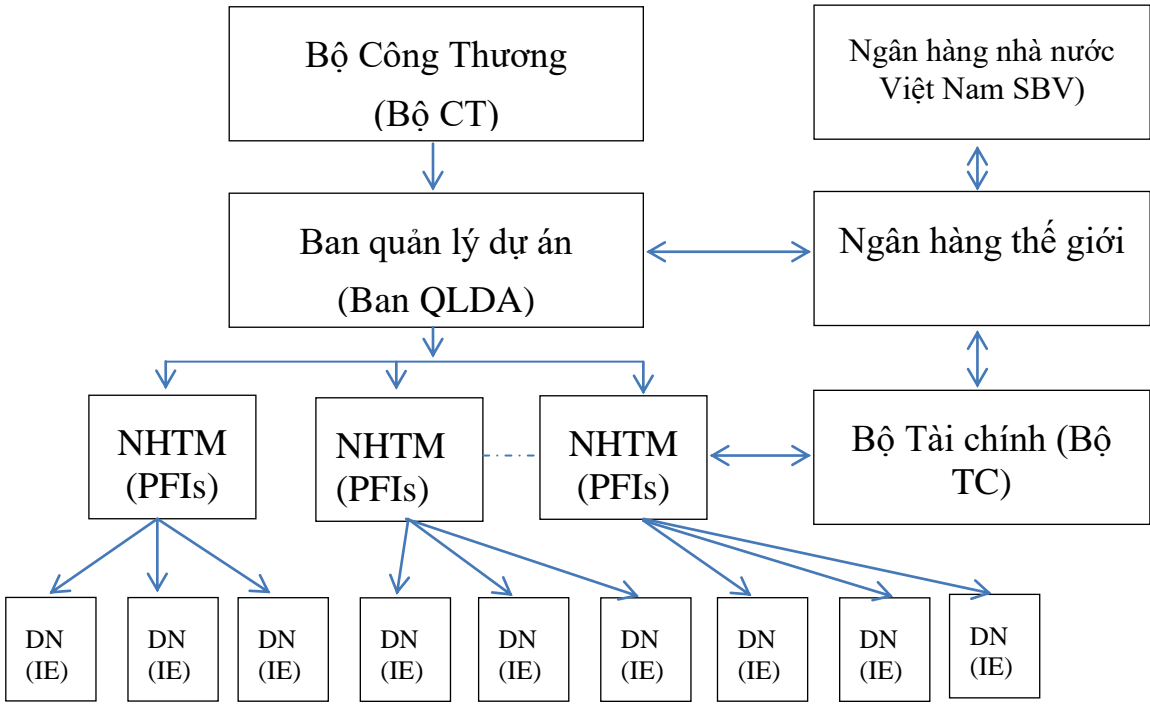 Bộ Công Thương
(Bộ CT)
Ngân hàng nhà nước
Việt Nam SBV)
Ban quản lý dự án
(Ban QLDA)
Ngân hàng thế giới
NHTM
(PFIs)
NHTM
(PFIs)
NHTM
(PFIs)
Bộ Tài chính (Bộ
TC)
DN
(IE)
DN
(IE)
DN
(IE)
DN
(IE)
DN
(IE)
DN
(IE)
DN
(IE)
DN
(IE)
DN
(IE)